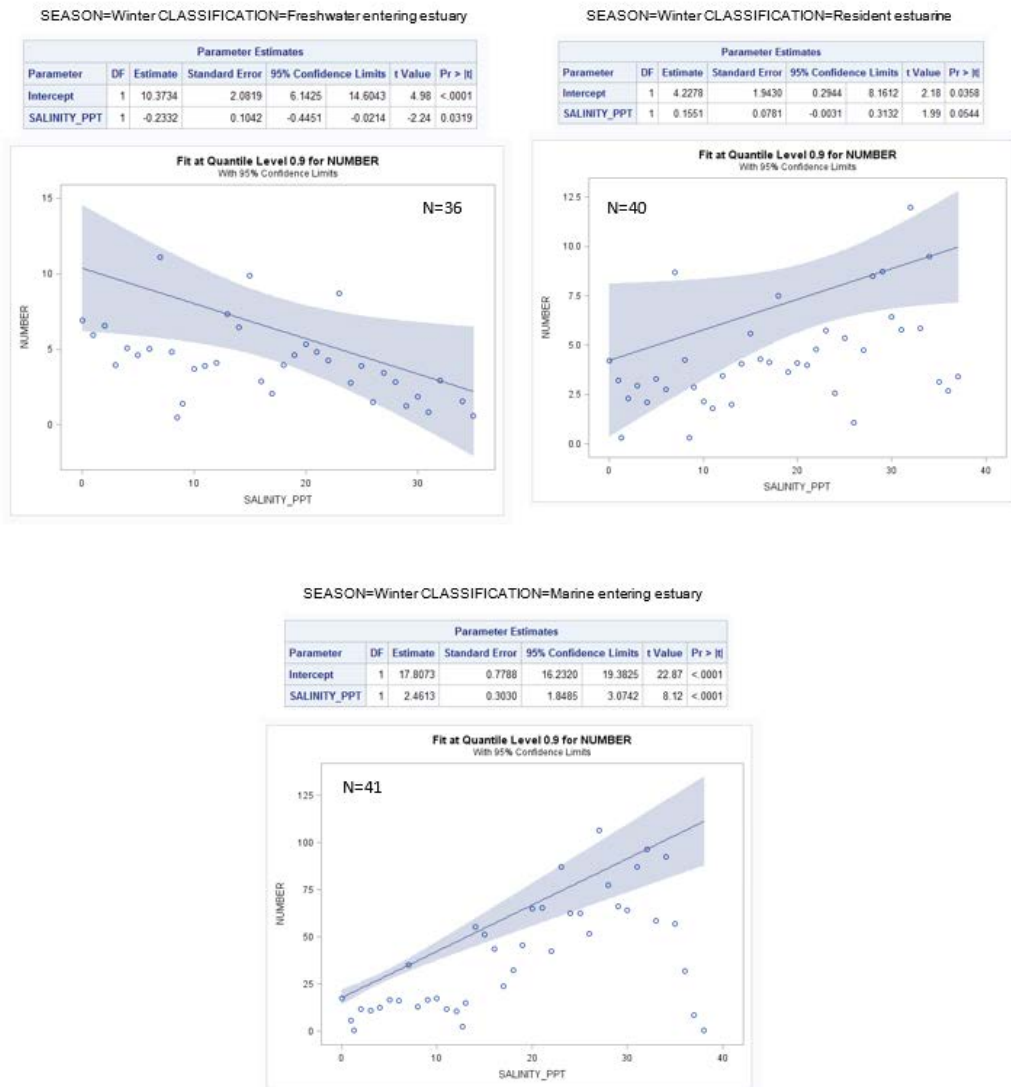 SEASON=Winter CLASSIFICATION=Freshwater entering estuary
Parameter Estimates
Parameter DF Estimate Standard Error 95% Confidence Limits t Value Pr > |t|
Intercept 1 10.3734 2.0819 6.1425 14.6043 4.98 <.0001
SALINITY_PPT 1 -0.2332 0.1042 -0.4451 -0.0214 -2.24 0.0319
Fit at Quantile Level 0.9 for NUMBER
With 95% Confidence Limits
N=36
15
10
5
0
NUMBER
0 10 20 30
SALINITY_PPT
SEASON=Winter CLASSIFICATION=Resident estuarine
Parameter Estimates
Parameter DF Estimate Standard Error 95% Confidence Limits t Value Pr > |t|
Intercept 1 4.2278 1.9430 0.2944 8.1612 2.18 0.0358
SALINITY_PPT 1 0.1551 0.0781 -0.0031 0.3132 1.99 0.0544
Fit at Quantile Level 0.9 for NUMBER
With 95% Confidence Limits
N=40
12.5
10.0
7.5
5.0
2.5
0.0
NUMBER
0 10 20 30 40
SALINITY_PPT
SEASON=Winter CLASSIFICATION=Marine entering estuary
Parameter Estimates
Parameter DF Estimate Standard Error 95% Confidence Limits t Value Pr > |t|
Intercept 1 17.8073 0.7788 16.2320 19.3825 22.87 <.0001
SALINITY_PPT 1 2.4613 0.3030 1.8485 3.0742 8.12 <.0001
Fit at Quantile Level 0.9 for NUMBER
With 95% Confidence Limits
N=41
125
100
75
50
25
0
NUMBER
0 10 20 30 40
SALINITY_PPT